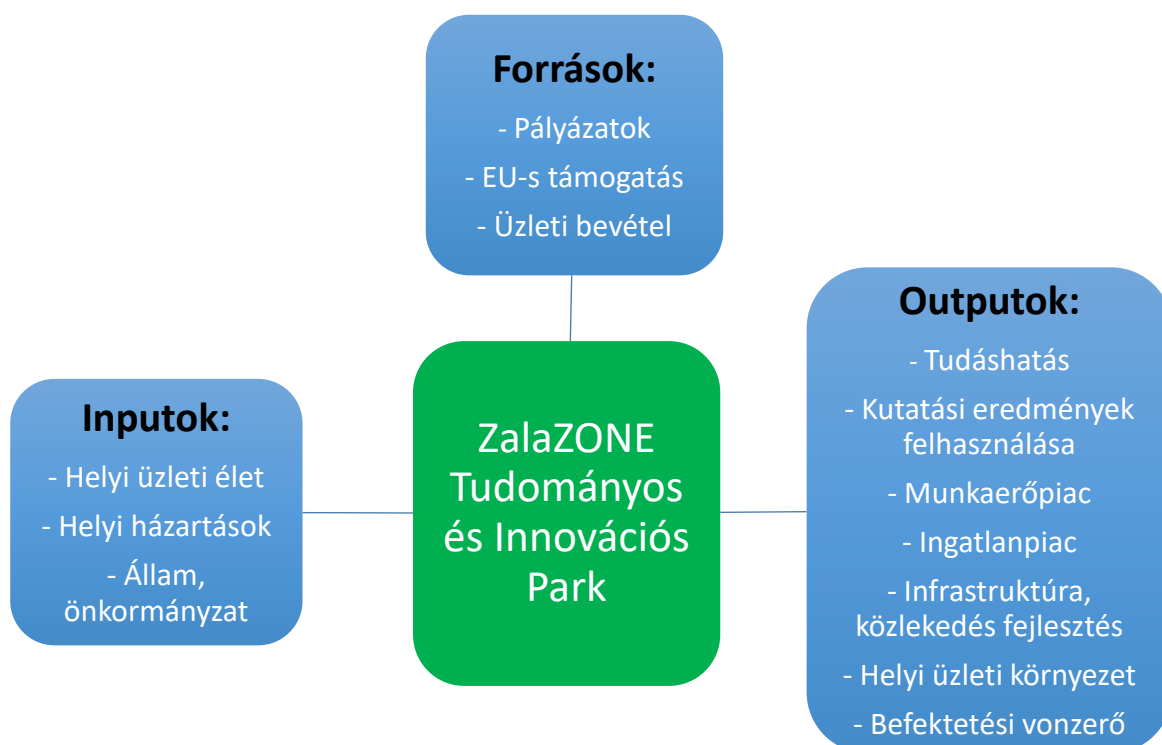 Források:
- Pályázatok
- EU-s támogatás
- Üzleti bevétel
Inputok:
- Helyi üzleti élet
- Helyi házartások
- Állam,
önkormányzat
ZalaZONE
Tudományos
és Innovációs
Park
Outputok:
- Tudáshatás
- Kutatási eredmények
felhasználása
- Munkaerőpiac
- Ingatlanpiac
- Infrastruktúra,
közlekedés fejlesztés
- Helyi üzleti környezet
- Befektetési vonzerő